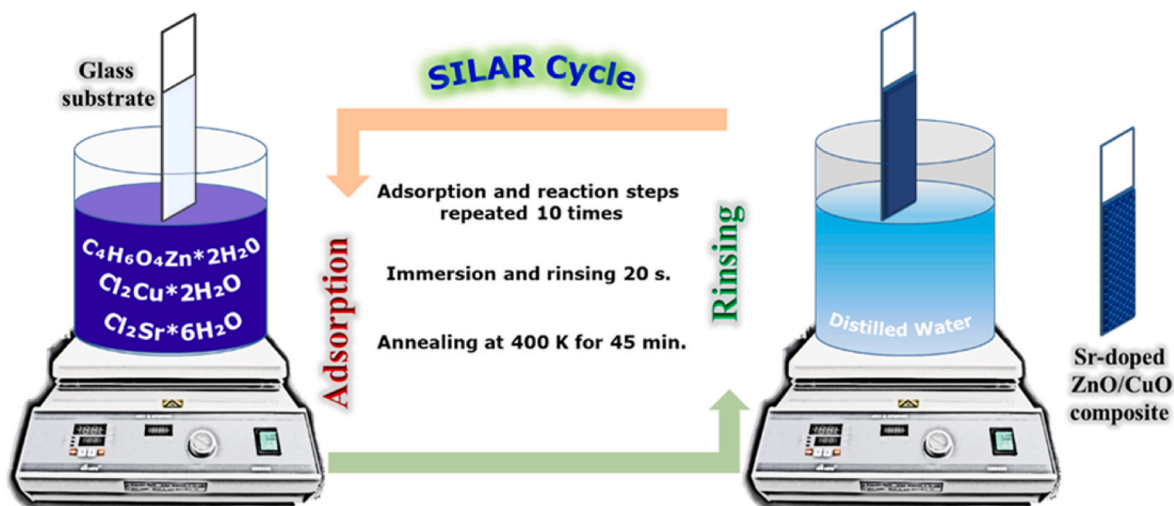 SILAR Cycle
Glass
substrate
C₄H₆O₄Zn*2H₂O
Cl₂Cu*2H₂O
Cl₂Sr*6H₂O
Adsorption
Adsorption and reaction steps
repeated 10 times
Immersion and rinsing 20 s.
Annealing at 400 K for 45 min.
Rinsing
Distilled Water
Sr-doped
ZnO/CuO
composite